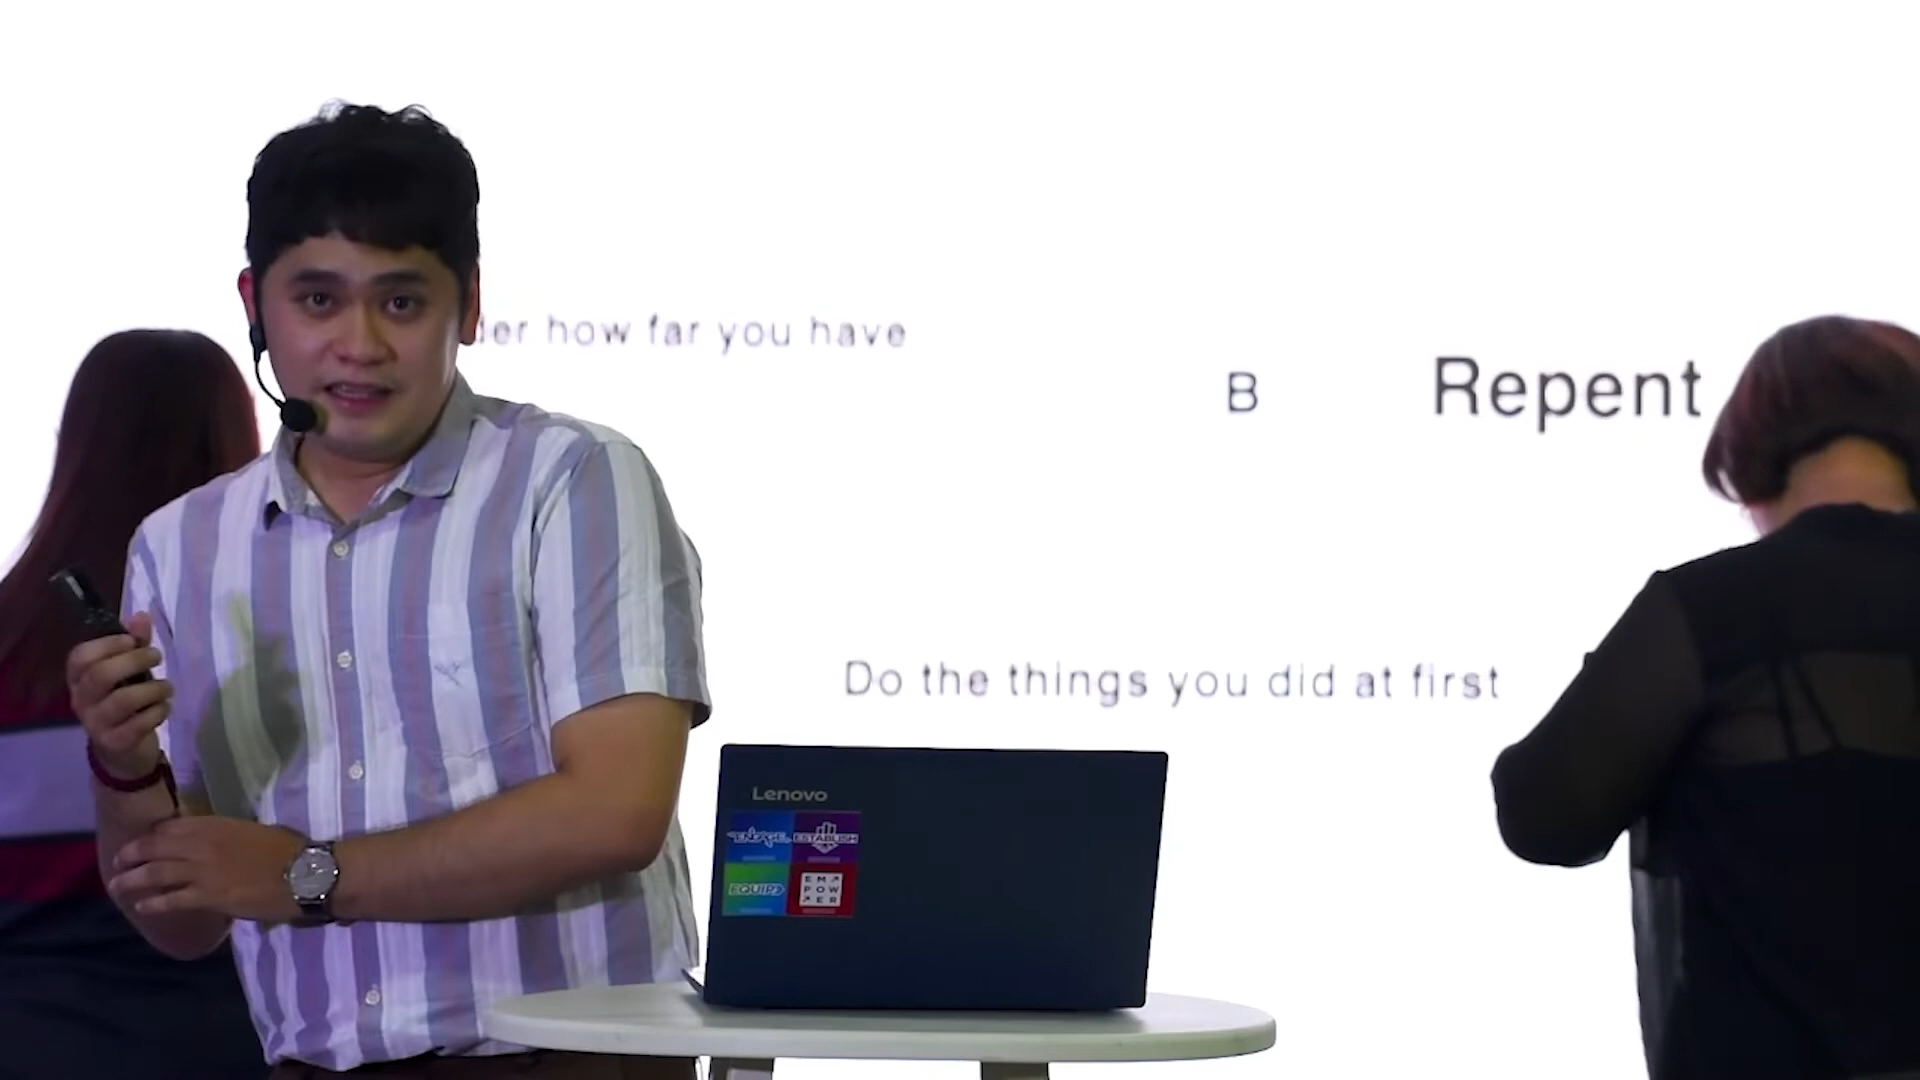 der how far you have
B
Repent
Do the things you did at first
Lenovo
ENGAGE
ESTABLISH
EQUIP
EM
POW
ER